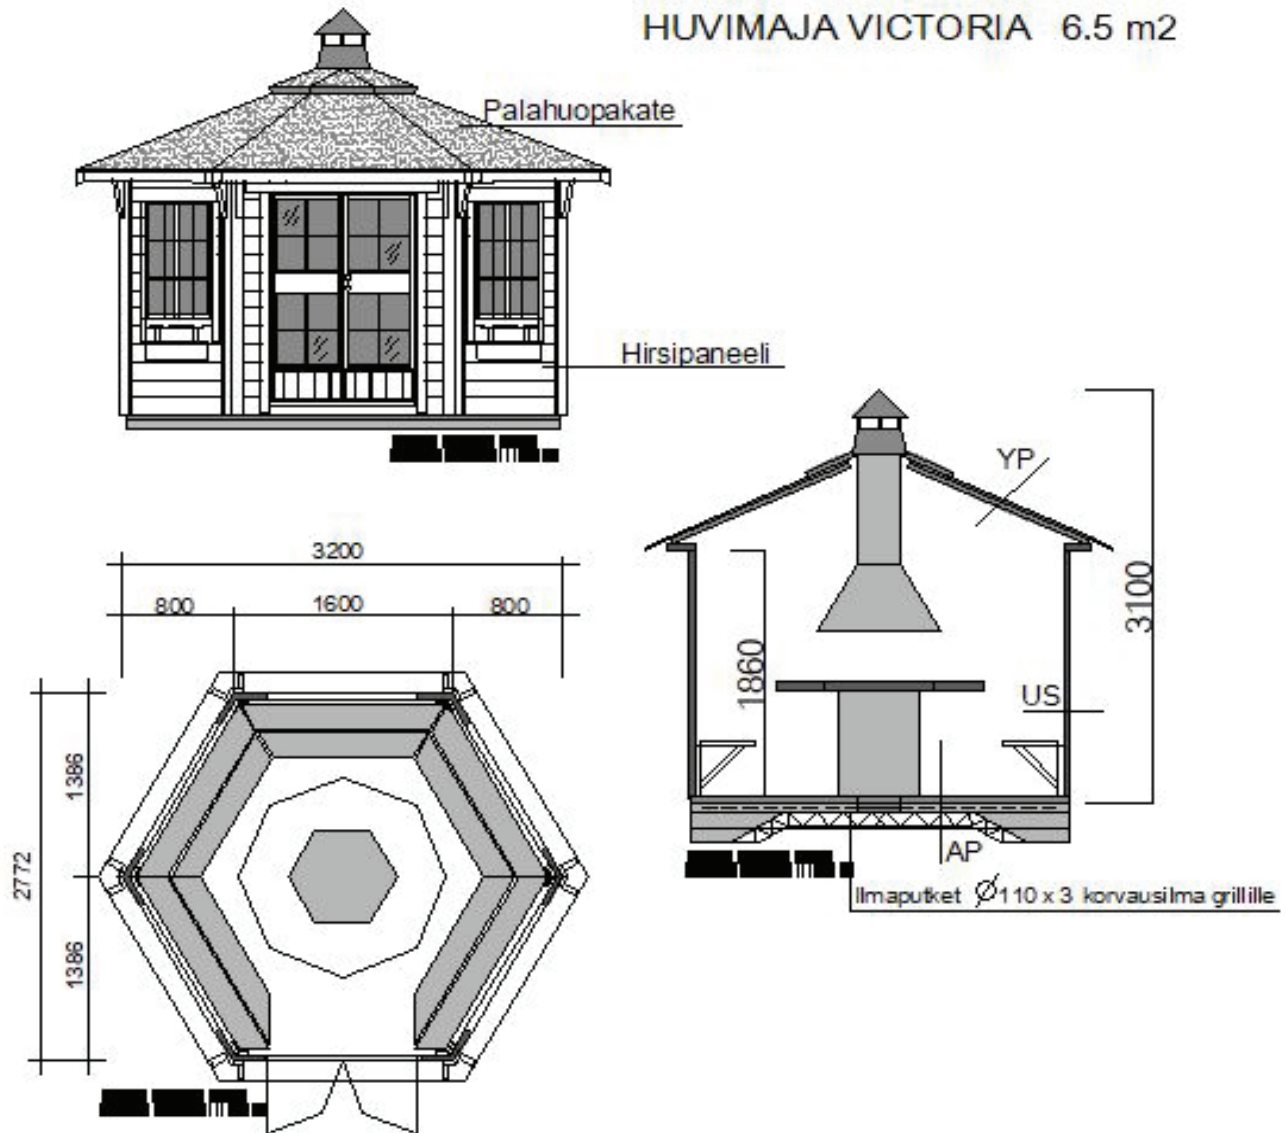 HUVIMAJA VICTORIA 6.5 m2
Palahuopakate
Hirsipaneeli
YP
3100
1860
US
AP
Ilmaputket Ø110 x 3 korvausilma grillille
3200
800 1600 800
1386
2772
1386